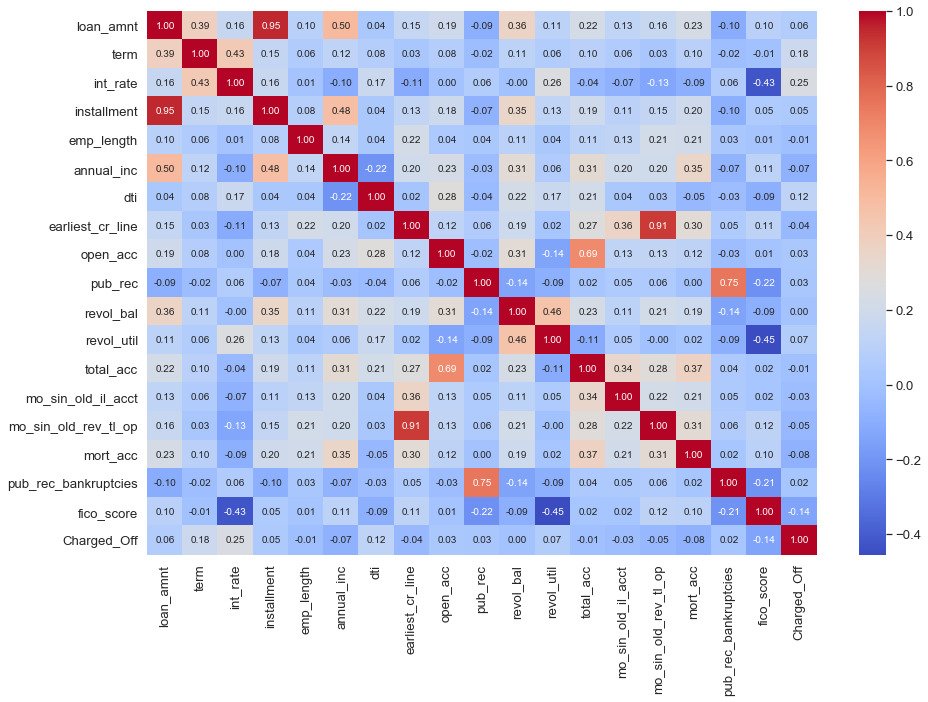 loan_amnt 1.00 0.39 0.16 0.95 0.10 0.50 0.04 0.15 0.19 -0.09 0.36 0.11 0.22 0.13 0.16 0.23 -0.10 0.10 0.06
term 0.39 1.00 0.43 0.15 0.06 0.12 0.08 0.03 0.08 -0.02 0.11 0.06 0.10 0.06 0.03 0.10 -0.02 -0.01 0.18
int_rate 0.16 0.43 1.00 0.16 0.01 -0.10 0.17 -0.11 0.00 0.06 -0.00 0.26 -0.04 -0.07 -0.13 -0.09 0.06 -0.43 0.25
installment 0.95 0.15 0.16 1.00 0.08 0.48 0.04 0.13 0.18 -0.07 0.35 0.13 0.19 0.11 0.15 0.20 -0.10 0.05 0.05
emp_length 0.10 0.06 0.01 0.08 1.00 0.14 0.04 0.22 0.04 0.04 0.11 0.04 0.11 0.13 0.21 0.21 0.03 0.01 -0.01
annual_inc 0.50 0.12 -0.10 0.48 0.14 1.00 -0.22 0.20 0.23 -0.03 0.31 0.06 0.31 0.20 0.20 0.35 -0.07 0.11 -0.07
dti 0.04 0.08 0.17 0.04 0.04 -0.22 1.00 0.02 0.28 -0.04 0.22 0.17 0.21 0.04 0.03 -0.05 -0.03 -0.09 0.12
earliest_cr_line 0.15 0.03 -0.11 0.13 0.22 0.20 0.02 1.00 0.12 0.06 0.19 0.02 0.27 0.36 0.91 0.30 0.05 0.11 -0.04
open_acc 0.19 0.08 0.00 0.18 0.04 0.23 0.28 0.12 1.00 -0.02 0.31 -0.14 0.69 0.13 0.13 0.12 -0.03 0.01 0.03
pub_rec -0.09 -0.02 0.06 -0.07 0.04 -0.03 -0.04 0.06 -0.02 1.00 -0.14 -0.09 0.02 0.05 0.06 0.00 0.75 -0.22 0.03
revol_bal 0.36 0.11 -0.00 0.35 0.11 0.31 0.22 0.19 0.31 -0.14 1.00 0.46 0.23 0.11 0.21 0.19 -0.14 -0.09 0.00
revol_util 0.11 0.06 0.26 0.13 0.04 0.06 0.17 0.02 -0.14 -0.09 0.46 1.00 -0.11 0.05 -0.00 0.02 -0.09 -0.45 0.07
total_acc 0.22 0.10 -0.04 0.19 0.11 0.31 0.21 0.27 0.69 0.02 0.23 -0.11 1.00 0.34 0.28 0.37 0.04 0.02 -0.01
mo_sin_old_il_acct 0.13 0.06 -0.07 0.11 0.13 0.20 0.04 0.36 0.13 0.05 0.11 0.05 0.34 1.00 0.22 0.21 0.05 0.02 -0.03
mo_sin_old_rev_tl_op 0.16 0.03 -0.13 0.15 0.21 0.20 0.03 0.91 0.13 0.06 0.21 -0.00 0.28 0.22 1.00 0.31 0.06 0.12 -0.05
mort_acc 0.23 0.10 -0.09 0.20 0.21 0.35 -0.05 0.30 0.12 0.00 0.19 0.02 0.37 0.21 0.31 1.00 0.02 0.10 -0.08
pub_rec_bankruptcies -0.10 -0.02 0.06 -0.10 0.03 -0.07 -0.03 0.05 -0.03 0.75 -0.14 -0.09 0.04 0.05 0.06 0.02 1.00 -0.21 0.02
fico_score 0.10 -0.01 -0.43 0.05 0.01 0.11 -0.09 0.11 0.01 -0.22 -0.09 -0.45 0.02 0.02 0.12 0.10 -0.21 1.00 -0.14
Charged_Off 0.06 0.18 0.25 0.05 -0.01 -0.07 0.12 -0.04 0.03 0.03 0.00 0.07 -0.01 -0.03 -0.05 -0.08 0.02 -0.14 1.00
loan_amnt
term
int_rate
installment
emp_length
annual_inc
dti
earliest_cr_line
open_acc
pub_rec
revol_bal
revol_util
total_acc
mo_sin_old_il_acct
mo_sin_old_rev_tl_op
mort_acc
pub_rec_bankruptcies
fico_score
Charged_Off
1.0
0.8
0.6
0.4
0.2
0.0
−0.2
−0.4